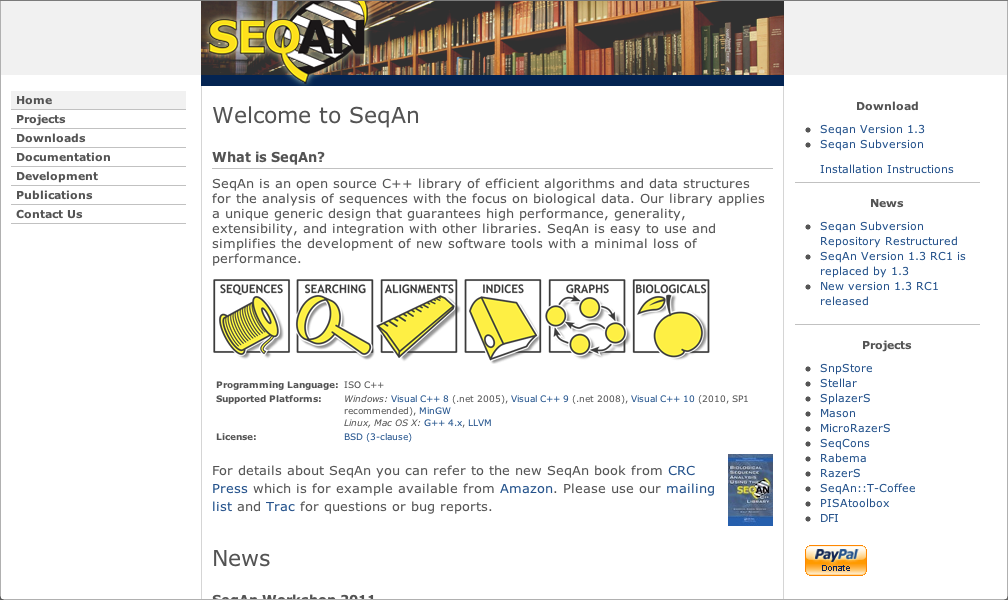 SEQAN
Home
Projects
Downloads
Documentation
Development
Publications
Contact Us
Welcome to SeqAn
What is SeqAn?
SeqAn is an open source C++ library of efficient algorithms and data structures
for the analysis of sequences with the focus on biological data. Our library applies
a unique generic design that guarantees high performance, generality,
extensibility, and integration with other libraries. SeqAn is easy to use and
simplifies the development of new software tools with a minimal loss of
performance.
SEQUENCES SEARCHING ALIGNMENTS INDICES GRAPHS BIOLOGICALS
Programming Language: ISO C++
Supported Platforms: Windows: Visual C++ 8 (.net 2005), Visual C++ 9 (.net 2008), Visual C++ 10 (2010, SP1
recommended), MinGW
Linux, Mac OS X: G++ 4.x, LLVM
License: BSD (3-clause)
For details about SeqAn you can refer to the new SeqAn book from CRC
Press which is for example available from Amazon. Please use our mailing
list and Trac for questions or bug reports.
BIOLOGICAL
SEQUENCE
ANALYSIS
USING THE
SEQAN
LIBRARY
News
SeqAn Workshop 2011
Download
Seqan Version 1.3
Seqan Subversion
Installation Instructions
News
Seqan Subversion
Repository Restructured
SeqAn Version 1.3 RC1 is
replaced by 1.3
New version 1.3 RC1
released
Projects
SnpStore
Stellar
SplazerS
Mason
MicroRazerS
SeqCons
Rabema
RazerS
SeqAn::T-Coffee
PISAtoolbox
DFI
PayPal
Donate